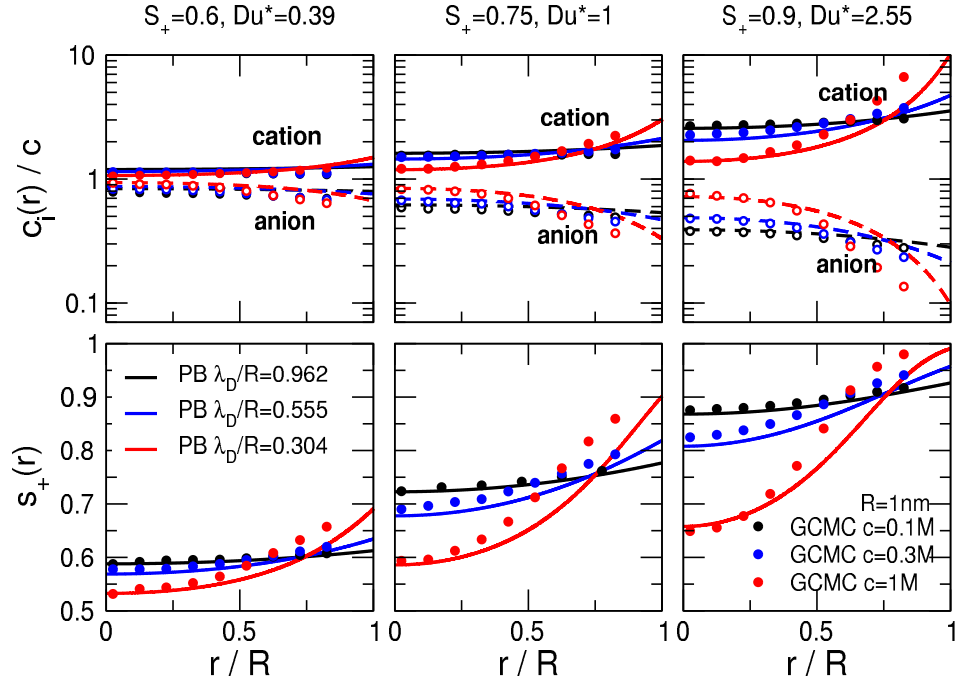 S₊=0.6, Du*=0.39
S₊=0.75, Du*=1
S₊=0.9, Du*=2.55
10
1
0.1
cᵢ(r) / c
cation
anion
cation
anion
cation
anion
1
0.9
0.8
0.7
0.6
0.5
s₊(r)
PB λ_D/R=0.962
PB λ_D/R=0.555
PB λ_D/R=0.304
R=1nm
GCMC c=0.1M
GCMC c=0.3M
GCMC c=1M
0
0.5
1
0
0.5
1
0
0.5
1
r / R
r / R
r / R